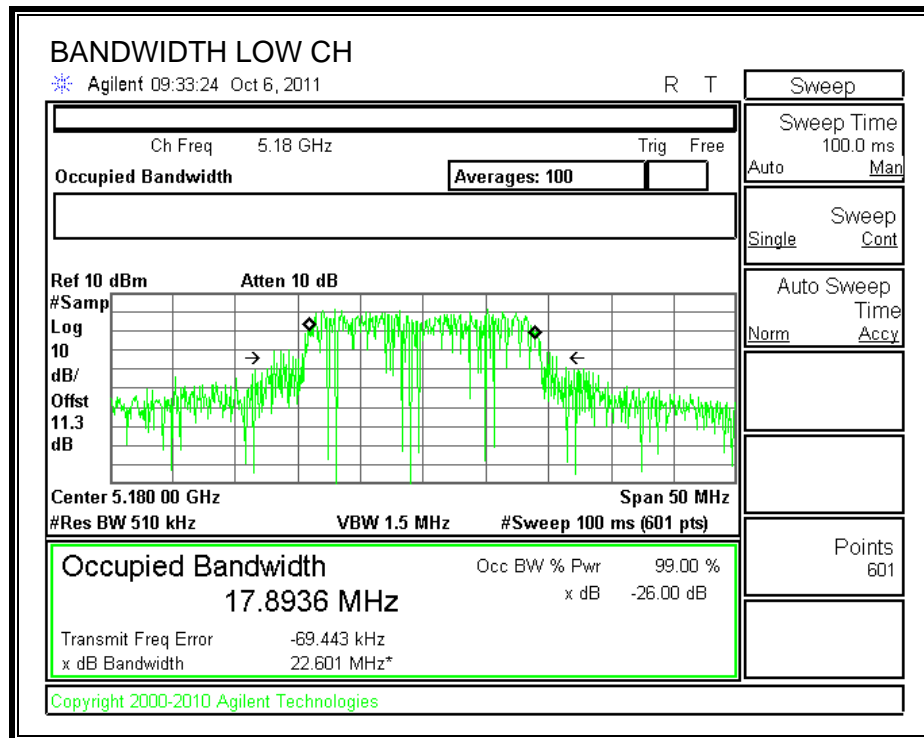 BANDWIDTH LOW CH
Agilent 09:33:24 Oct 6, 2011 R T
Ch Freq 5.18 GHz Trig Free
Occupied Bandwidth Averages: 100
Ref 10 dBm Atten 10 dB
#Samp
Log
10
dB/
Offst
11.3
dB
Center 5.180 00 GHz Span 50 MHz
#Res BW 510 kHz VBW 1.5 MHz #Sweep 100 ms (601 pts)
Occupied Bandwidth
17.8936 MHz
Occ BW % Pwr 99.00 %
x dB -26.00 dB
Transmit Freq Error -69.443 kHz
x dB Bandwidth 22.601 MHz*
Copyright 2000-2010 Agilent Technologies
Sweep
Sweep Time
100.0 ms
Auto Man
Sweep
Single Cont
Auto Sweep
Time
Norm Accy
Points
601